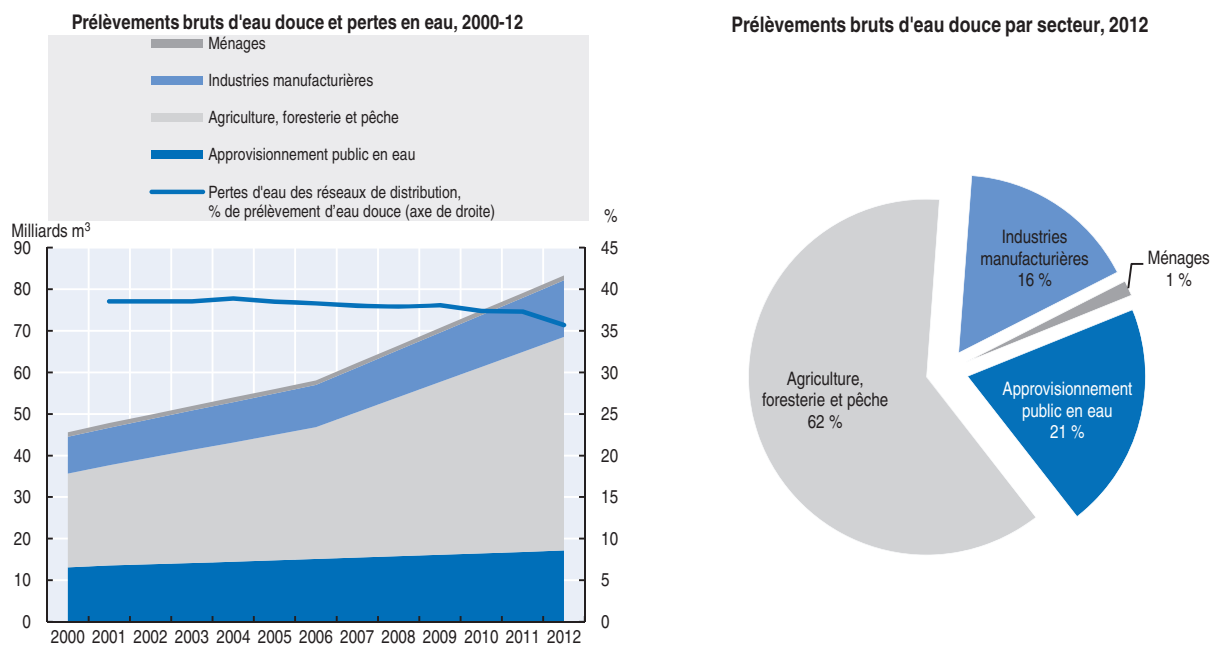 Prélèvements bruts d'eau douce et pertes en eau, 2000-12
Ménages
Industries manufacturières
Agriculture, foresterie et pêche
Approvisionnement public en eau
Pertes d'eau des réseaux de distribution,
% de prélèvement d'eau douce (axe de droite)
Milliards m³
%
90
80
70
60
50
40
30
20
10
0
45
40
35
30
25
20
15
10
5
0
2000 2001 2002 2003 2004 2005 2006 2007 2008 2009 2010 2011 2012
Prélèvements bruts d'eau douce par secteur, 2012
Industries
manufacturières
16 %
Ménages
1 %
Agriculture,
foresterie et pêche
62 %
Approvisionnement
public en eau
21 %